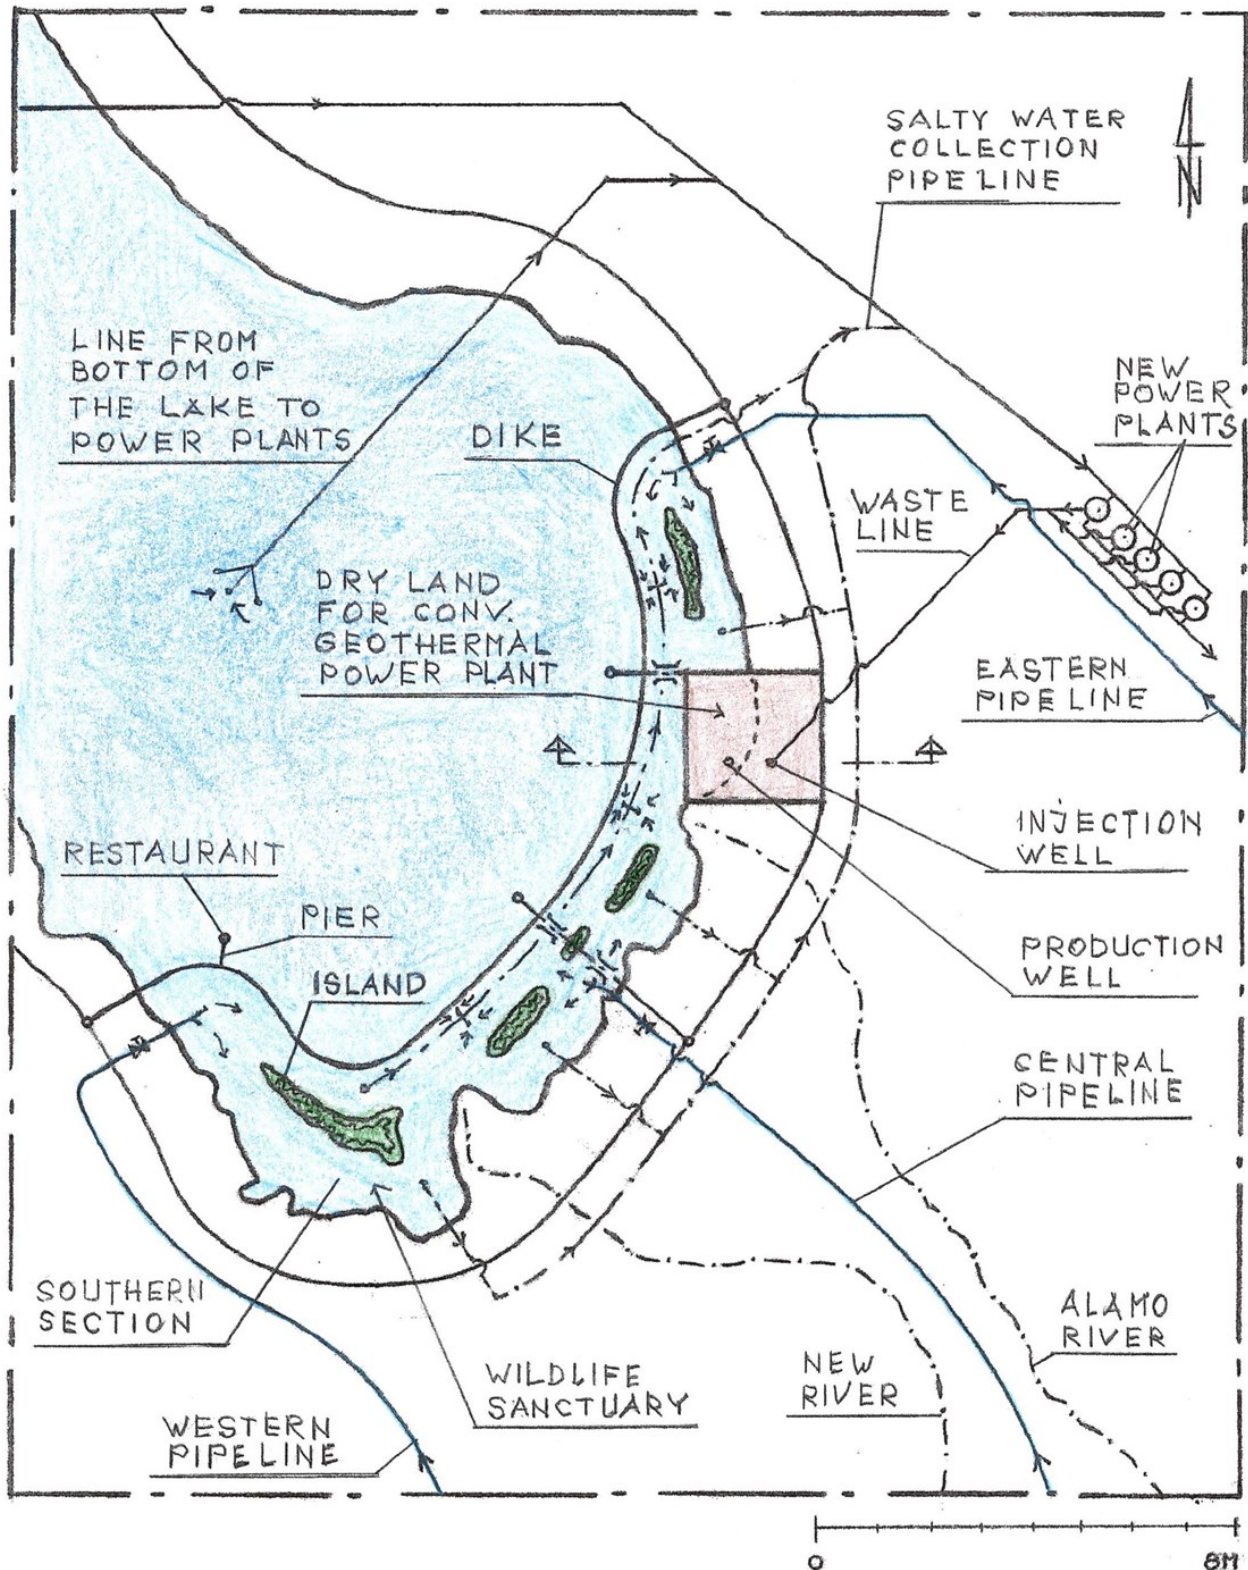 SALTY WATER
COLLECTION
PIPELINE
N
LINE FROM
BOTTOM OF
THE LAKE TO
POWER PLANTS
DIKE
NEW
POWER
PLANTS
WASTE
LINE
DRY LAND
FOR CONV.
GEOTHERMAL
POWER PLANT
EASTERN
PIPELINE
INJECTION
WELL
RESTAURANT
PIER
ISLAND
PRODUCTION
WELL
CENTRAL
PIPELINE
SOUTHERN
SECTION
ALAMO
RIVER
NEW
RIVER
WILDLIFE
SANCTUARY
WESTERN
PIPELINE
0 8M